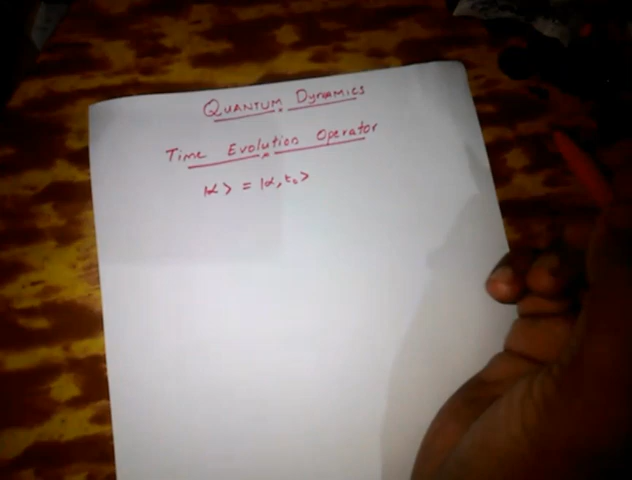 QUANTUM DYNAMICS
Time Evolution Operator
|α> = |α, t₀>